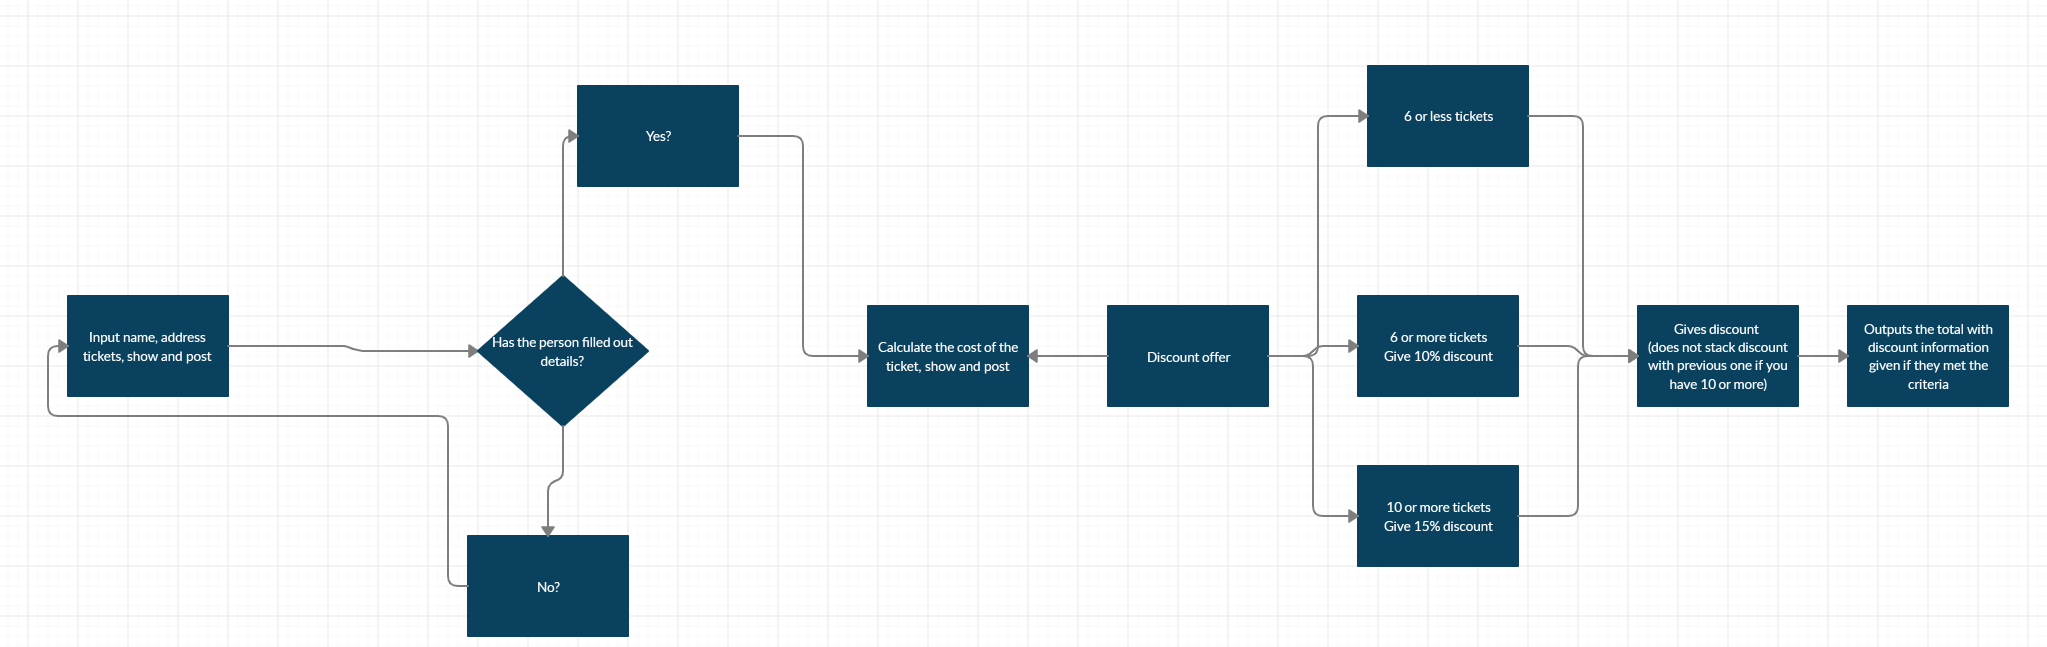 Input name, address
tickets, show and post
Has the person filled out
details?
Yes?
No?
Calculate the cost of the
ticket, show and post
Discount offer
6 or less tickets
6 or more tickets
Give 10% discount
10 or more tickets
Give 15% discount
Gives discount
(does not stack discount
with previous one if you
have 10 or more)
Outputs the total with
discount information
given if they met the
criteria